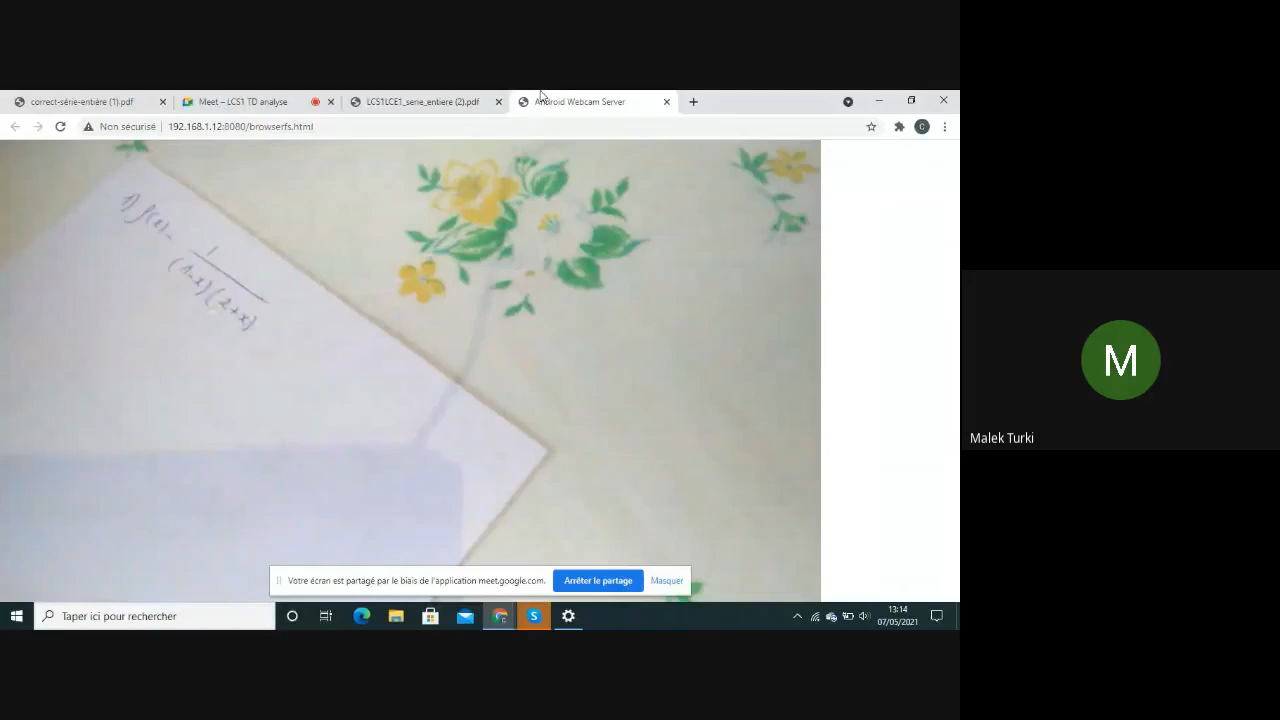 correct-série-entière (1).pdf
Meet – LCS1 TD analyse
LCS1LCE1_serie_entiere (2).pdf
Android Webcam Server
Non sécurisé
192.168.1.12:8080/browserfs.html
C
1) f(x) = 1 / (1-x)(2+x)
M
Malek Turki
Votre écran est partagé par le biais de l'application meet.google.com.
Arrêter le partage
Masquer
Taper ici pour rechercher
13:14
07/05/2021